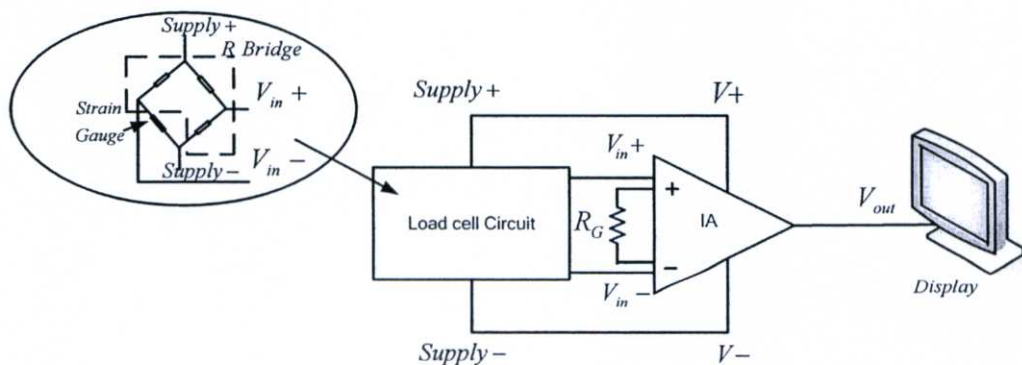 Supply +
R Bridge
V_in +
Strain
Gauge
V_in −
Supply −
Supply +
V+
V_in +
Load cell Circuit
R_G
+
IA
−
V_out
V_in −
Display
Supply −
V−